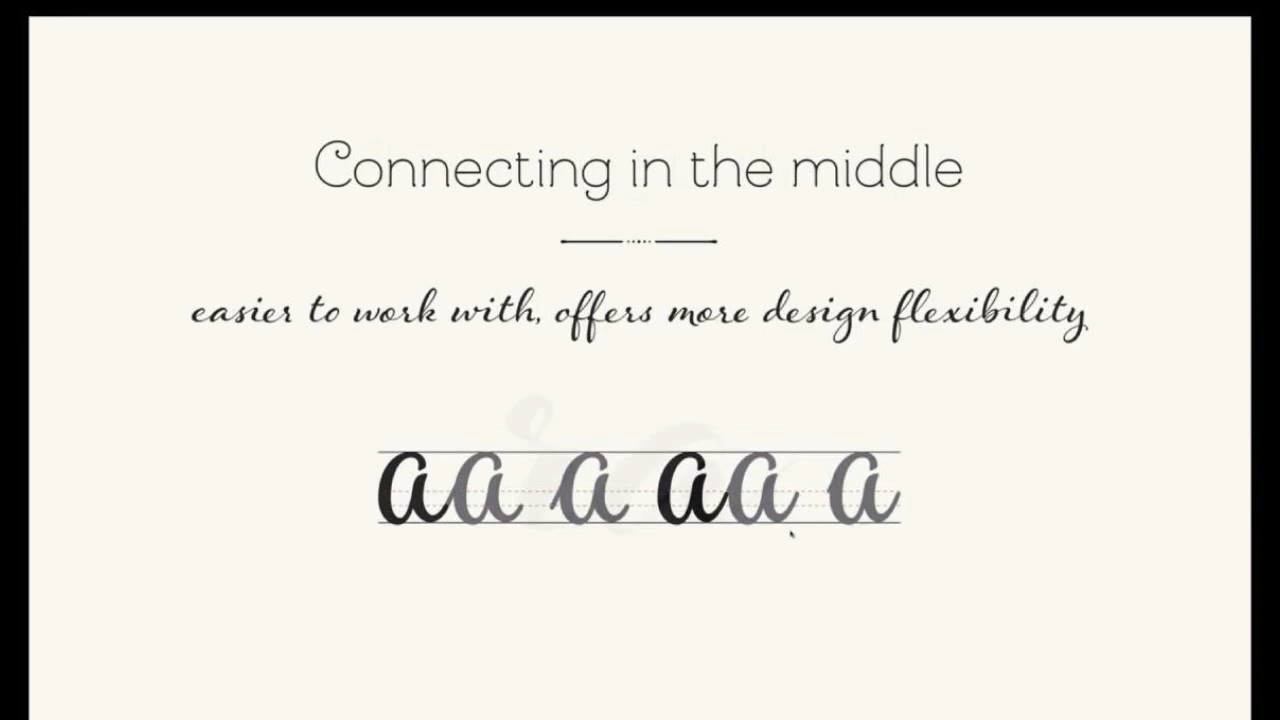 Connecting in the middle
easier to work with, offers more design flexibility
aa a aa a